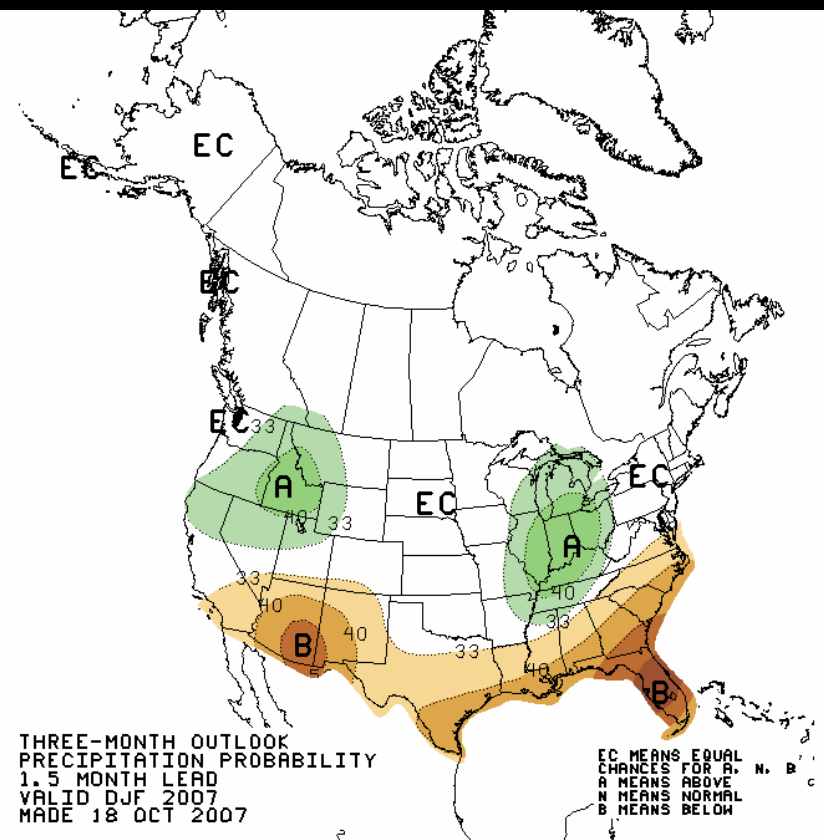 EC
EC
EC
EC
33
A
40
33
EC
EC
A
40
33
33
40
40
B
33
40
B
THREE-MONTH OUTLOOK
PRECIPITATION PROBABILITY
1.5 MONTH LEAD
VALID DJF 2007
MADE 18 OCT 2007
EC MEANS EQUAL
CHANCES FOR A, N, B
A MEANS ABOVE
N MEANS NORMAL
B MEANS BELOW